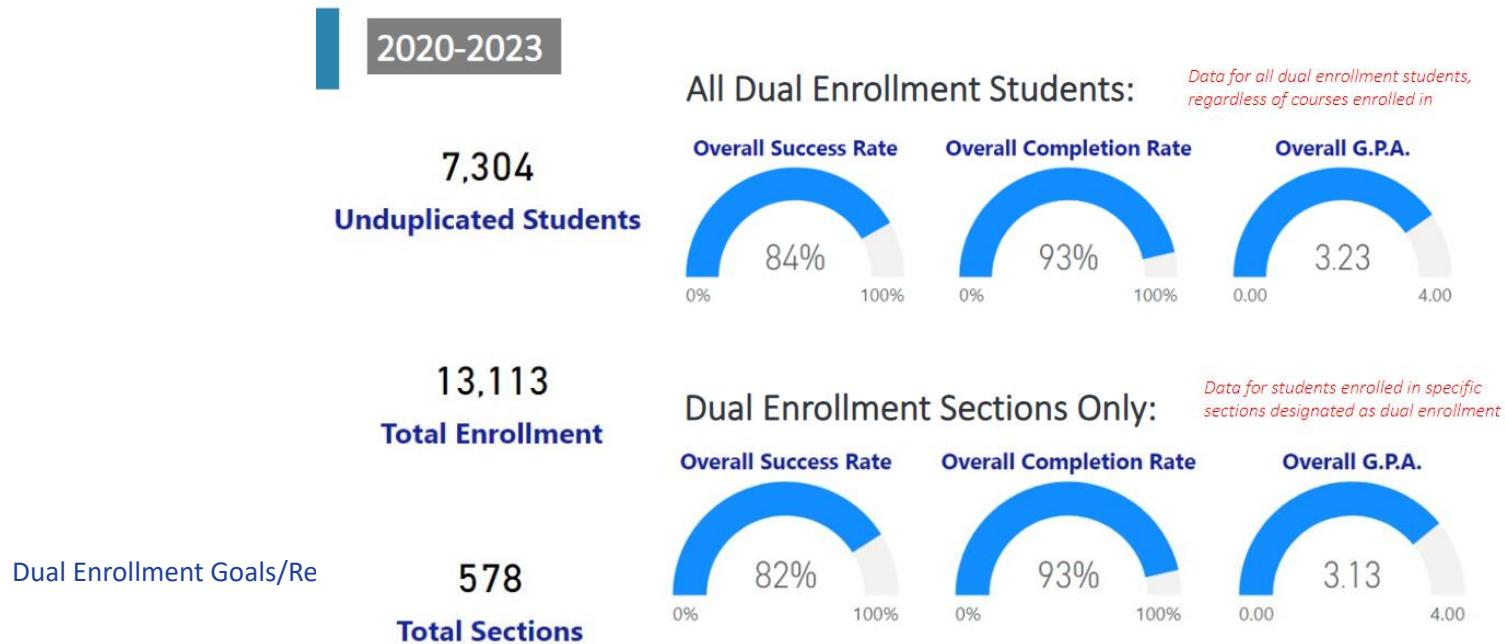 2020-2023
7,304
Unduplicated Students
13,113
Total Enrollment
578
Total Sections
Dual Enrollment Goals/Re
All Dual Enrollment Students:
Data for all dual enrollment students,
regardless of courses enrolled in
Overall Success Rate
84%
0%
100%
Overall Completion Rate
93%
0%
100%
Overall G.P.A.
3.23
0.00
4.00
Dual Enrollment Sections Only:
Data for students enrolled in specific
sections designated as dual enrollment
Overall Success Rate
82%
0%
100%
Overall Completion Rate
93%
0%
100%
Overall G.P.A.
3.13
0.00
4.00